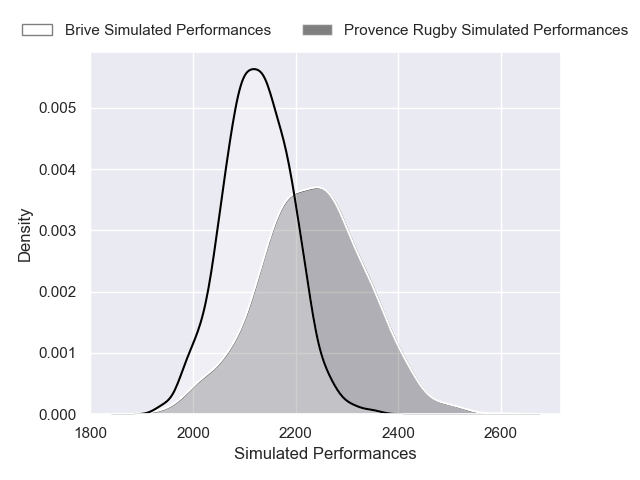 Brive Simulated Performances
Provence Rugby Simulated Performances
Density
0.005
0.004
0.003
0.002
0.001
0.000
1800 2000 2200 2400 2600
Simulated Performances